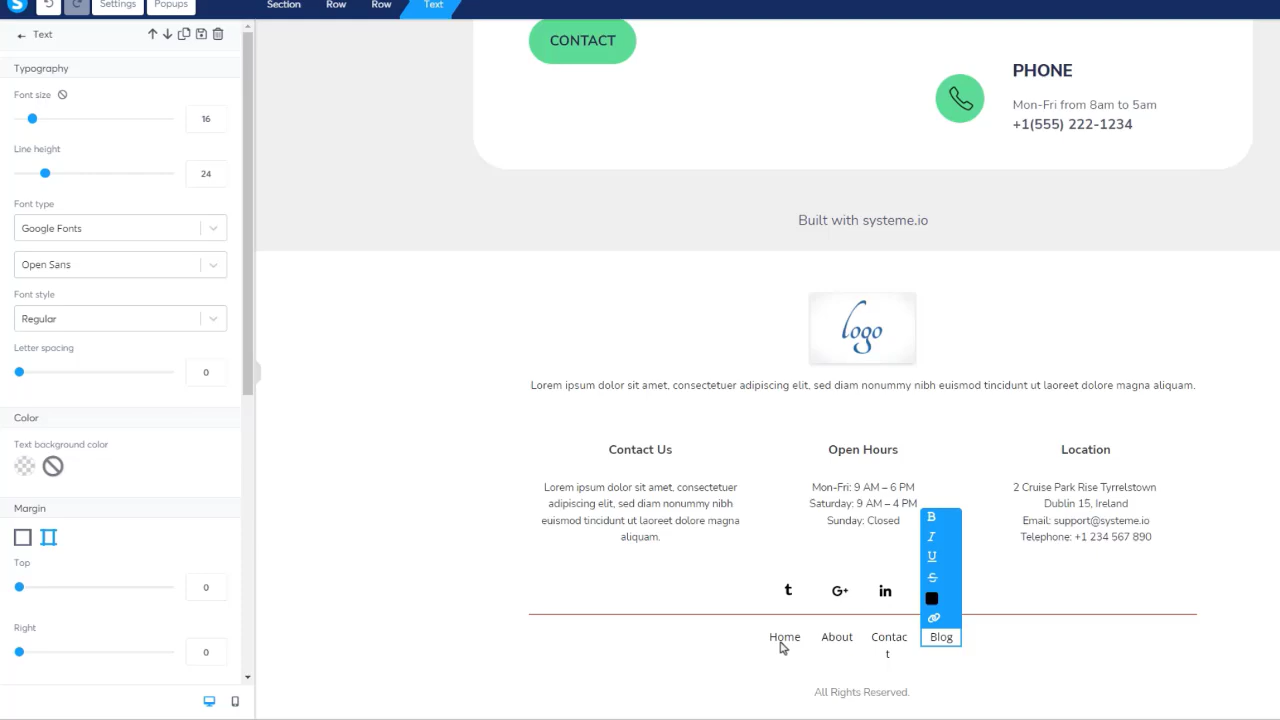 Settings
Popups
Section
Row
Row
Text
Text
Typography
Font size
16
Line height
24
Font type
Google Fonts
Open Sans
Font style
Regular
Letter spacing
0
Color
Text background color
Margin
Top
0
Right
0
CONTACT
PHONE
Mon-Fri from 8am to 5am
+1(555) 222-1234
Built with systeme.io
logo
Lorem ipsum dolor sit amet, consectetuer adipiscing elit, sed diam nonummy nibh euismod tincidunt ut laoreet dolore magna aliquam.
Contact Us
Lorem ipsum dolor sit amet, consectetuer
adipiscing elit, sed diam nonummy nibh
euismod tincidunt ut laoreet dolore magna
aliquam.
Open Hours
Mon-Fri: 9 AM – 6 PM
Saturday: 9 AM – 4 PM
Sunday: Closed
Location
2 Cruise Park Rise Tyrrelstown
Dublin 15, Ireland
Email: support@systeme.io
Telephone: +1 234 567 890
B
I
U
S
t
G+
in
Home
About
Contac
t
Blog
All Rights Reserved.